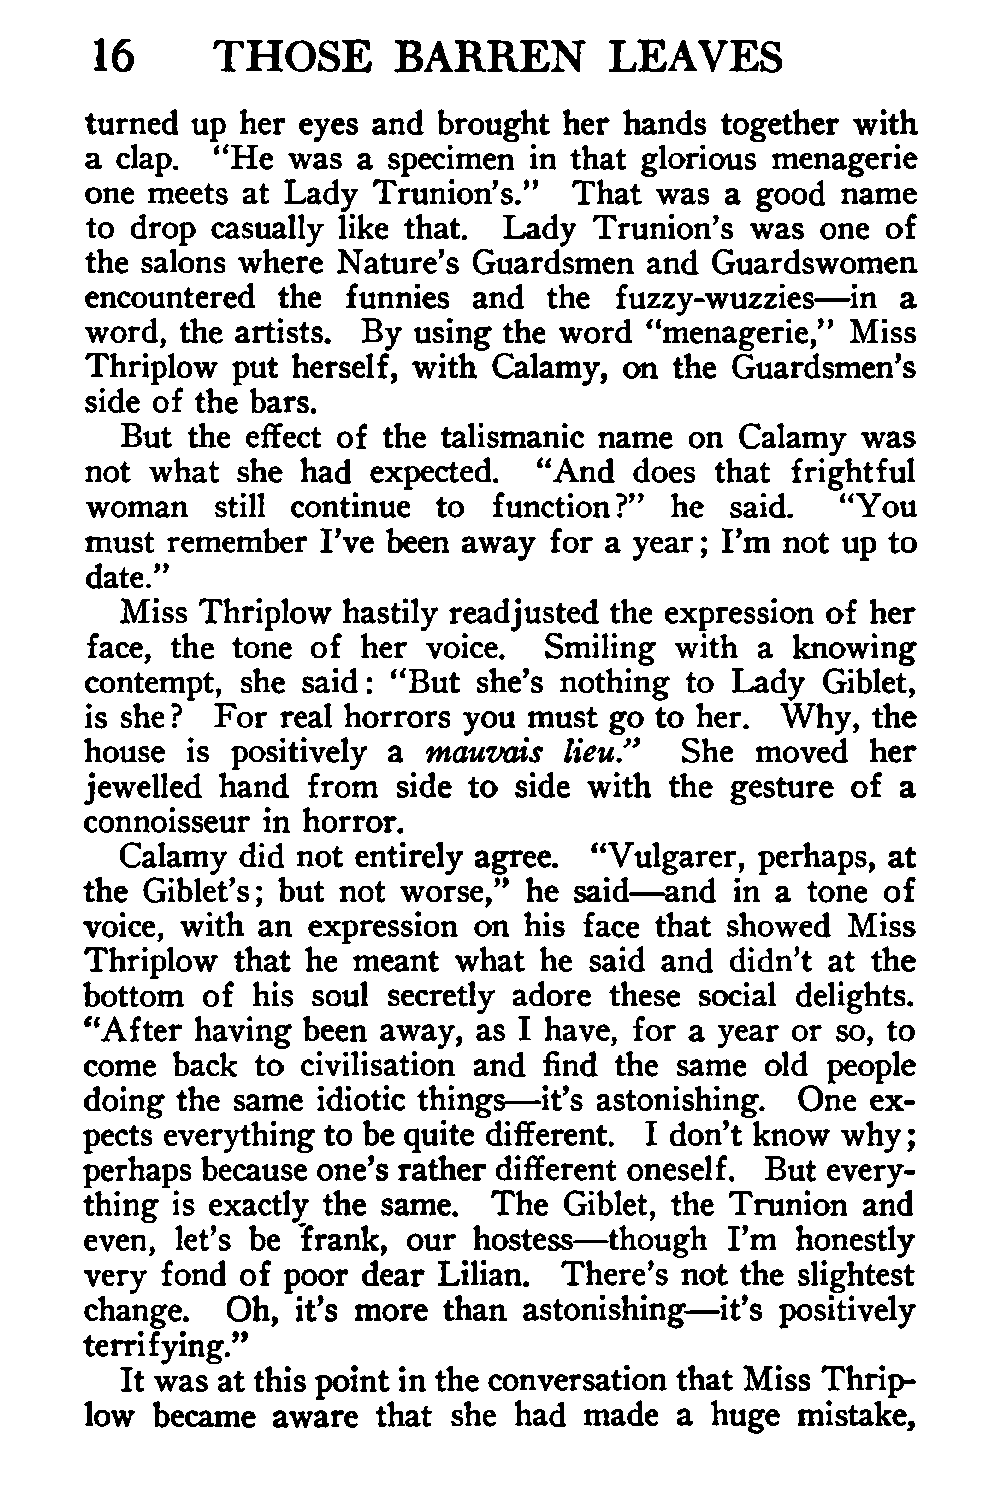 16 THOSE BARREN LEAVES
turned up her eyes and brought her hands together with
a clap. “He was a specimen in that glorious menagerie
one meets at Lady Trunion’s.” That was a good name
to drop casually like that. Lady Trunion’s was one of
the salons where Nature’s Guardsmen and Guardswomen
encountered the funnies and the fuzzy-wuzzies—in a
word, the artists. By using the word “menagerie,” Miss
Thriplow put herself, with Calamy, on the Guardsmen’s
side of the bars.
But the effect of the talismanic name on Calamy was
not what she had expected. “And does that frightful
woman still continue to function?” he said. “You
must remember I’ve been away for a year; I’m not up to
date.”
Miss Thriplow hastily readjusted the expression of her
face, the tone of her voice. Smiling with a knowing
contempt, she said: “But she’s nothing to Lady Giblet,
is she? For real horrors you must go to her. Why, the
house is positively a mauvais lieu.” She moved her
jewelled hand from side to side with the gesture of a
connoisseur in horror.
Calamy did not entirely agree. “Vulgarer, perhaps, at
the Giblet’s; but not worse,” he said—and in a tone of
voice, with an expression on his face that showed Miss
Thriplow that he meant what he said and didn’t at the
bottom of his soul secretly adore these social delights.
“After having been away, as I have, for a year or so, to
come back to civilisation and find the same old people
doing the same idiotic things—it’s astonishing. One ex-
pects everything to be quite different. I don’t know why;
perhaps because one’s rather different oneself. But every-
thing is exactly the same. The Giblet, the Trunion and
even, let’s be frank, our hostess—though I’m honestly
very fond of poor dear Lilian. There’s not the slightest
change. Oh, it’s more than astonishing—it’s positively
terrifying.”
It was at this point in the conversation that Miss Thrip-
low became aware that she had made a huge mistake,